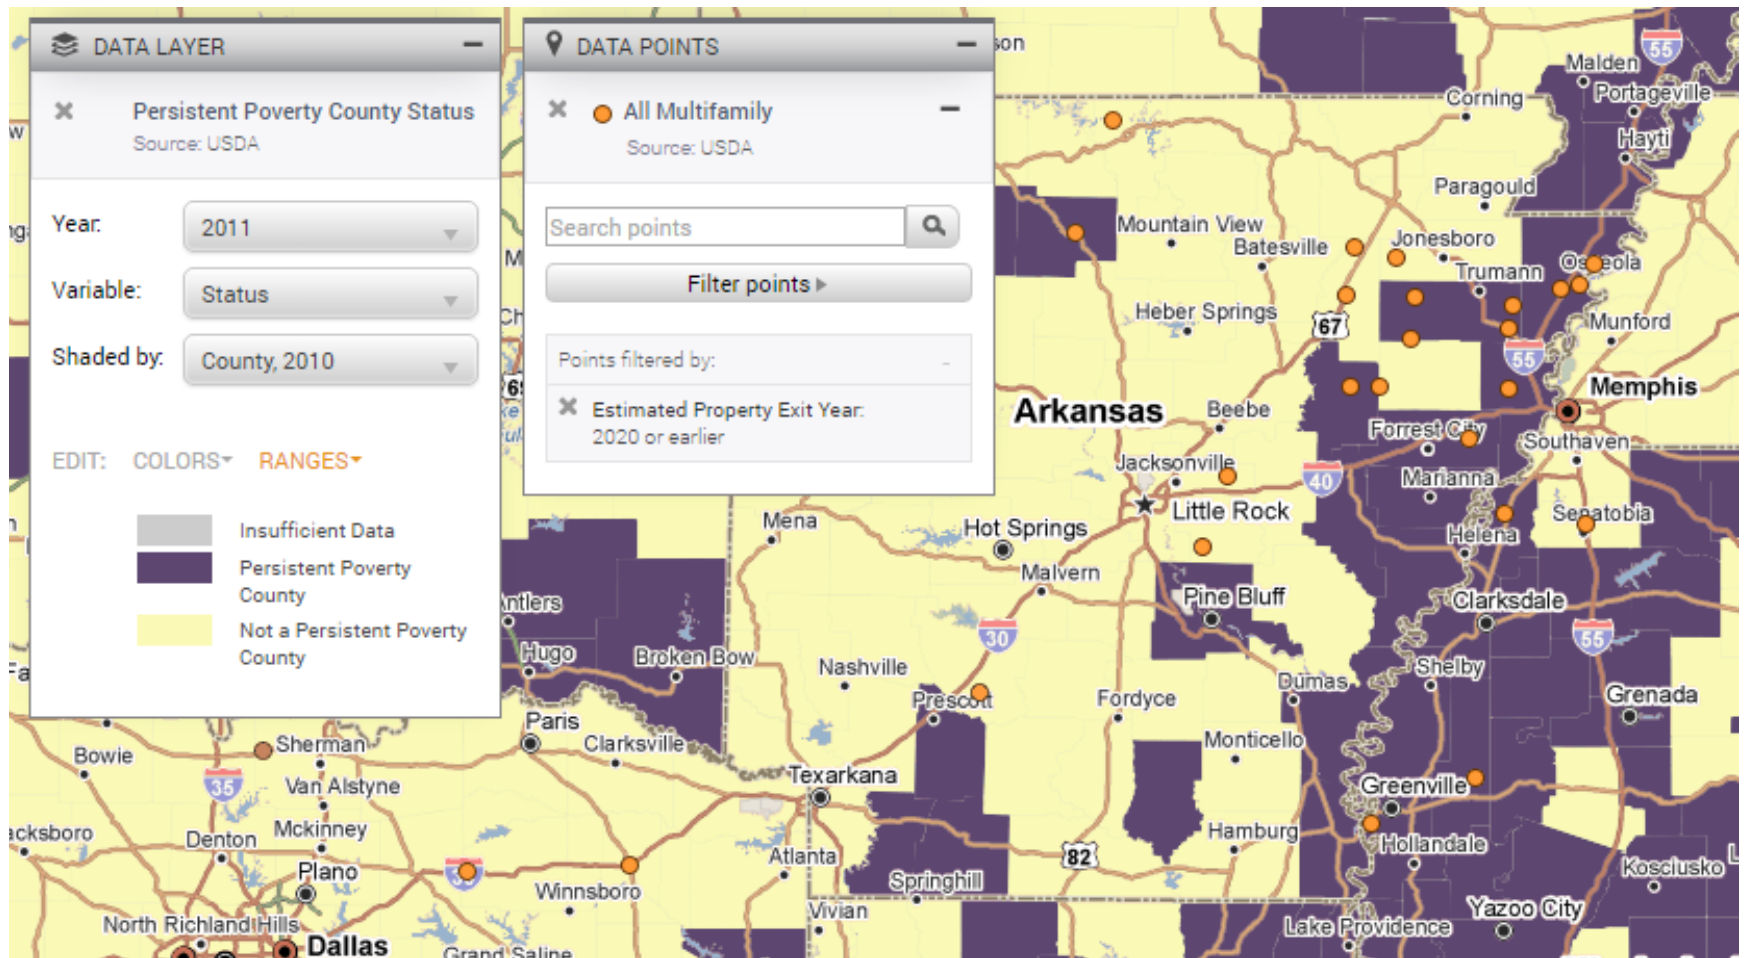 DATA LAYER
Persistent Poverty County Status
Source: USDA
Year:
2011
Variable:
Status
Shaded by:
County, 2010
EDIT: COLORS RANGES
Insufficient Data
Persistent Poverty
County
Not a Persistent Poverty
County
DATA POINTS
All Multifamily
Source: USDA
Search points
Filter points
Points filtered by:
Estimated Property Exit Year:
2020 or earlier
son
55
Malden
Corning
Portageville
Hayti
Paragould
Mountain View
Batesville
Jonesboro
Trumann
Heber Springs
67
Munford
55
Memphis
Arkansas
Beebe
Forrest City
Southaven
Jacksonville
40
Marianna
Little Rock
Senatobia
Helena
Mena
Hot Springs
Malvern
Pine Bluff
Clarksdale
Antlers
30
55
Hugo
Broken Bow
Nashville
Shelby
Prescott
Fordyce
Dumas
Grenada
Paris
Sherman
Clarksville
Monticello
Bowie
Texarkana
35
Van Alstyne
Greenville
acksboro
Denton
Mckinney
Hamburg
Hollandale
82
Atlanta
Plano
Springhill
Kosciusko
Winnsboro
North Richland Hills
Vivian
Yazoo City
Lake Providence
Dallas
Grand Saline